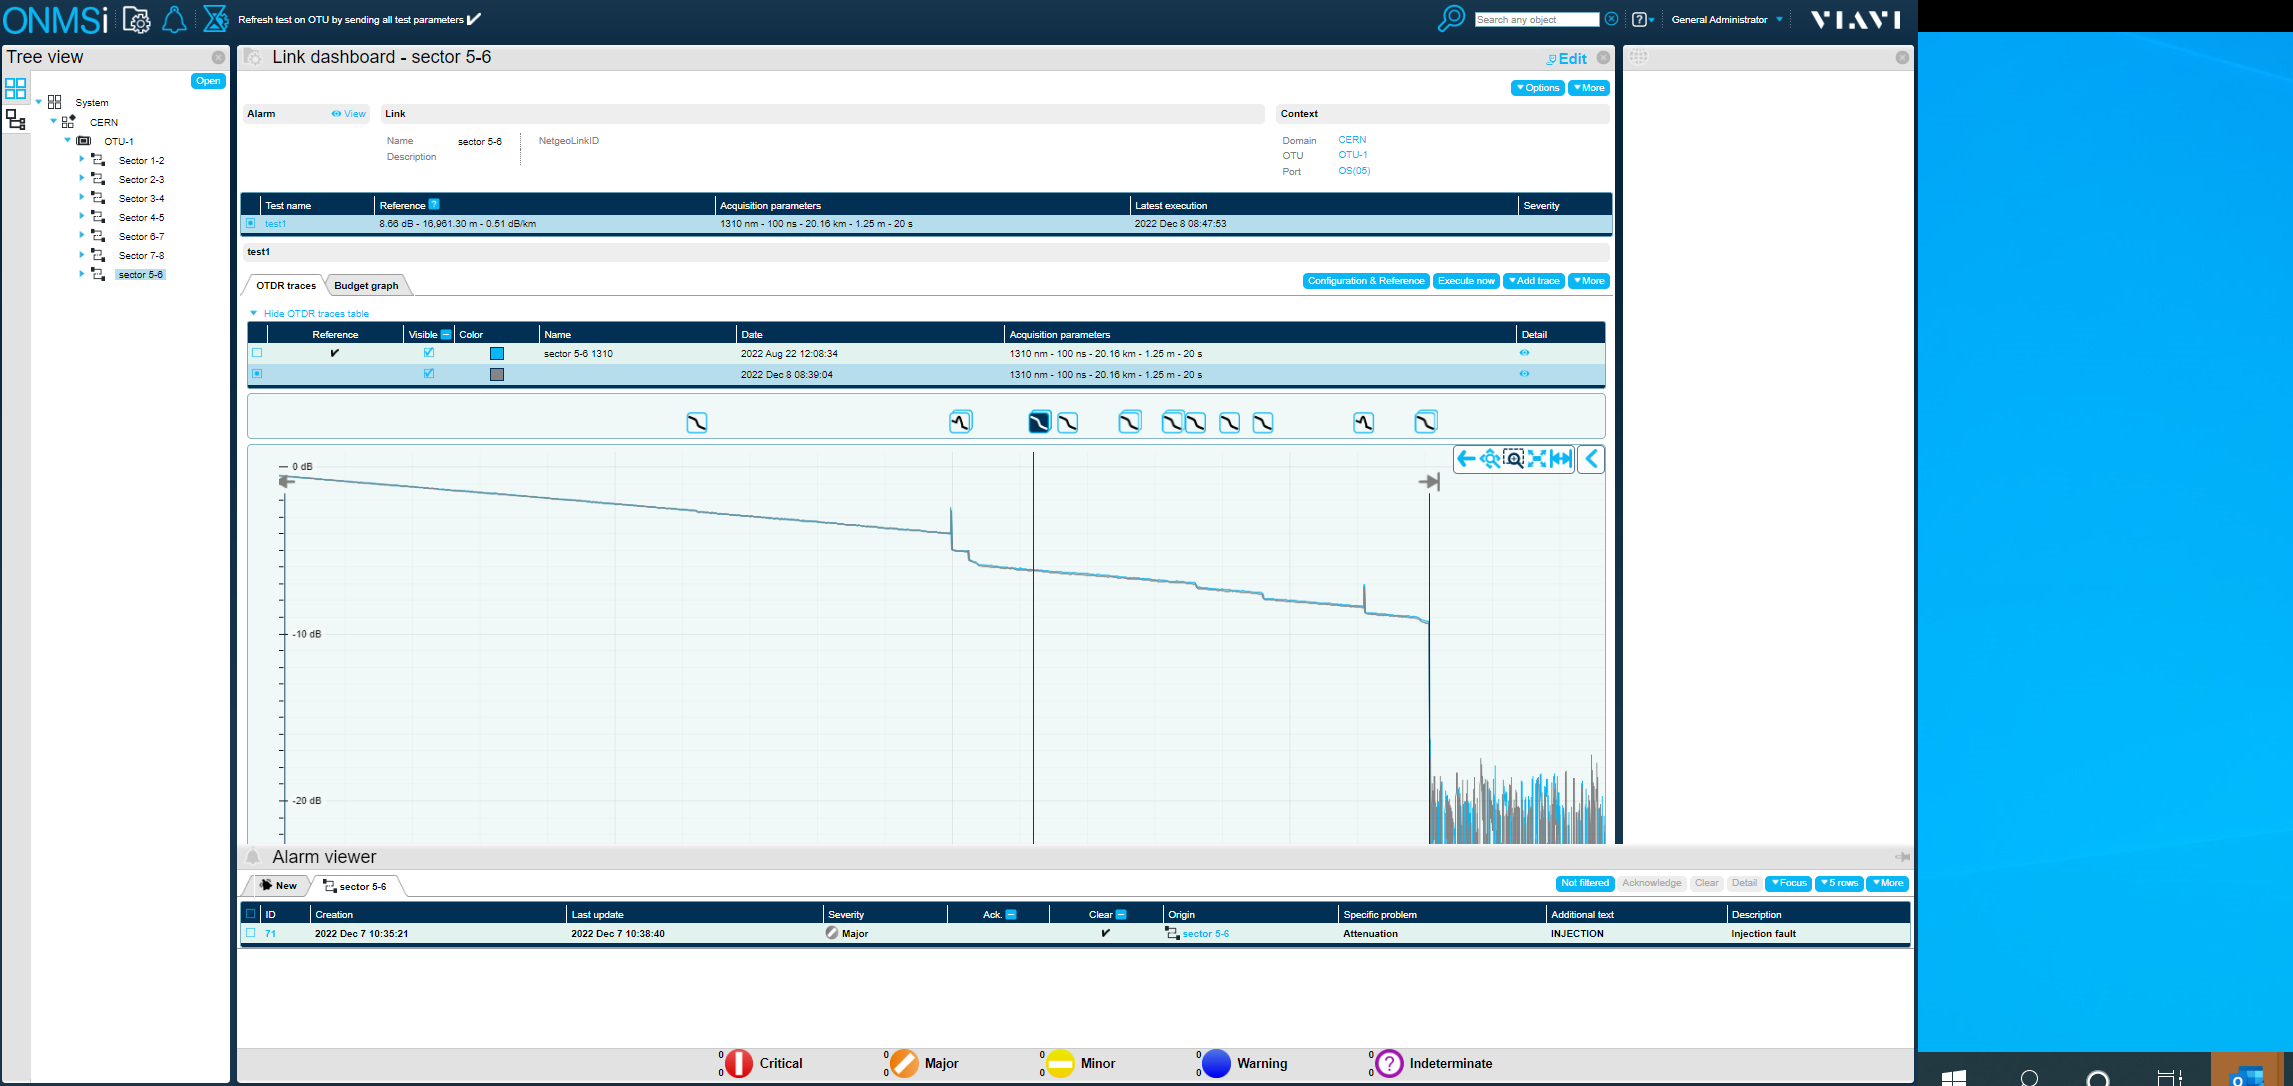 ONMSi Refresh test on OTU by sending all test parameters Search any object ? General Administrator VIAVI
Tree view
Open
System
CERN
OTU-1
Sector 1-2
Sector 2-3
Sector 3-4
Sector 4-5
Sector 6-7
Sector 7-8
sector 5-6
Link dashboard - sector 5-6 Edit
Options More
Alarm View Link Context
Name sector 5-6 NetgeoLinkID Domain CERN
Description OTU OTU-1
Port OS(05)
Test name Reference ? Acquisition parameters Latest execution Severity
test1 8.66 dB - 16,961.30 m - 0.51 dB/km 1310 nm - 100 ns - 20.16 km - 1.25 m - 20 s 2022 Dec 8 08:47:53
test1
OTDR traces Budget graph Configuration & Reference Execute now Add trace More
Hide OTDR traces table
Reference Visible Color Name Date Acquisition parameters Detail
sector 5-6 1310 2022 Aug 22 12:08:34 1310 nm - 100 ns - 20.16 km - 1.25 m - 20 s
2022 Dec 8 08:39:04 1310 nm - 100 ns - 20.16 km - 1.25 m - 20 s
0 dB
-10 dB
-20 dB
Alarm viewer
New sector 5-6 Not filtered Acknowledge Clear Detail Focus 5 rows More
ID Creation Last update Severity Ack. Clear Origin Specific problem Additional text Description
71 2022 Dec 7 10:35:21 2022 Dec 7 10:38:40 Major sector 5-6 Attenuation INJECTION Injection fault
0 0 Critical 0 0 Major 0 0 Minor 0 0 Warning 0 0 ? Indeterminate